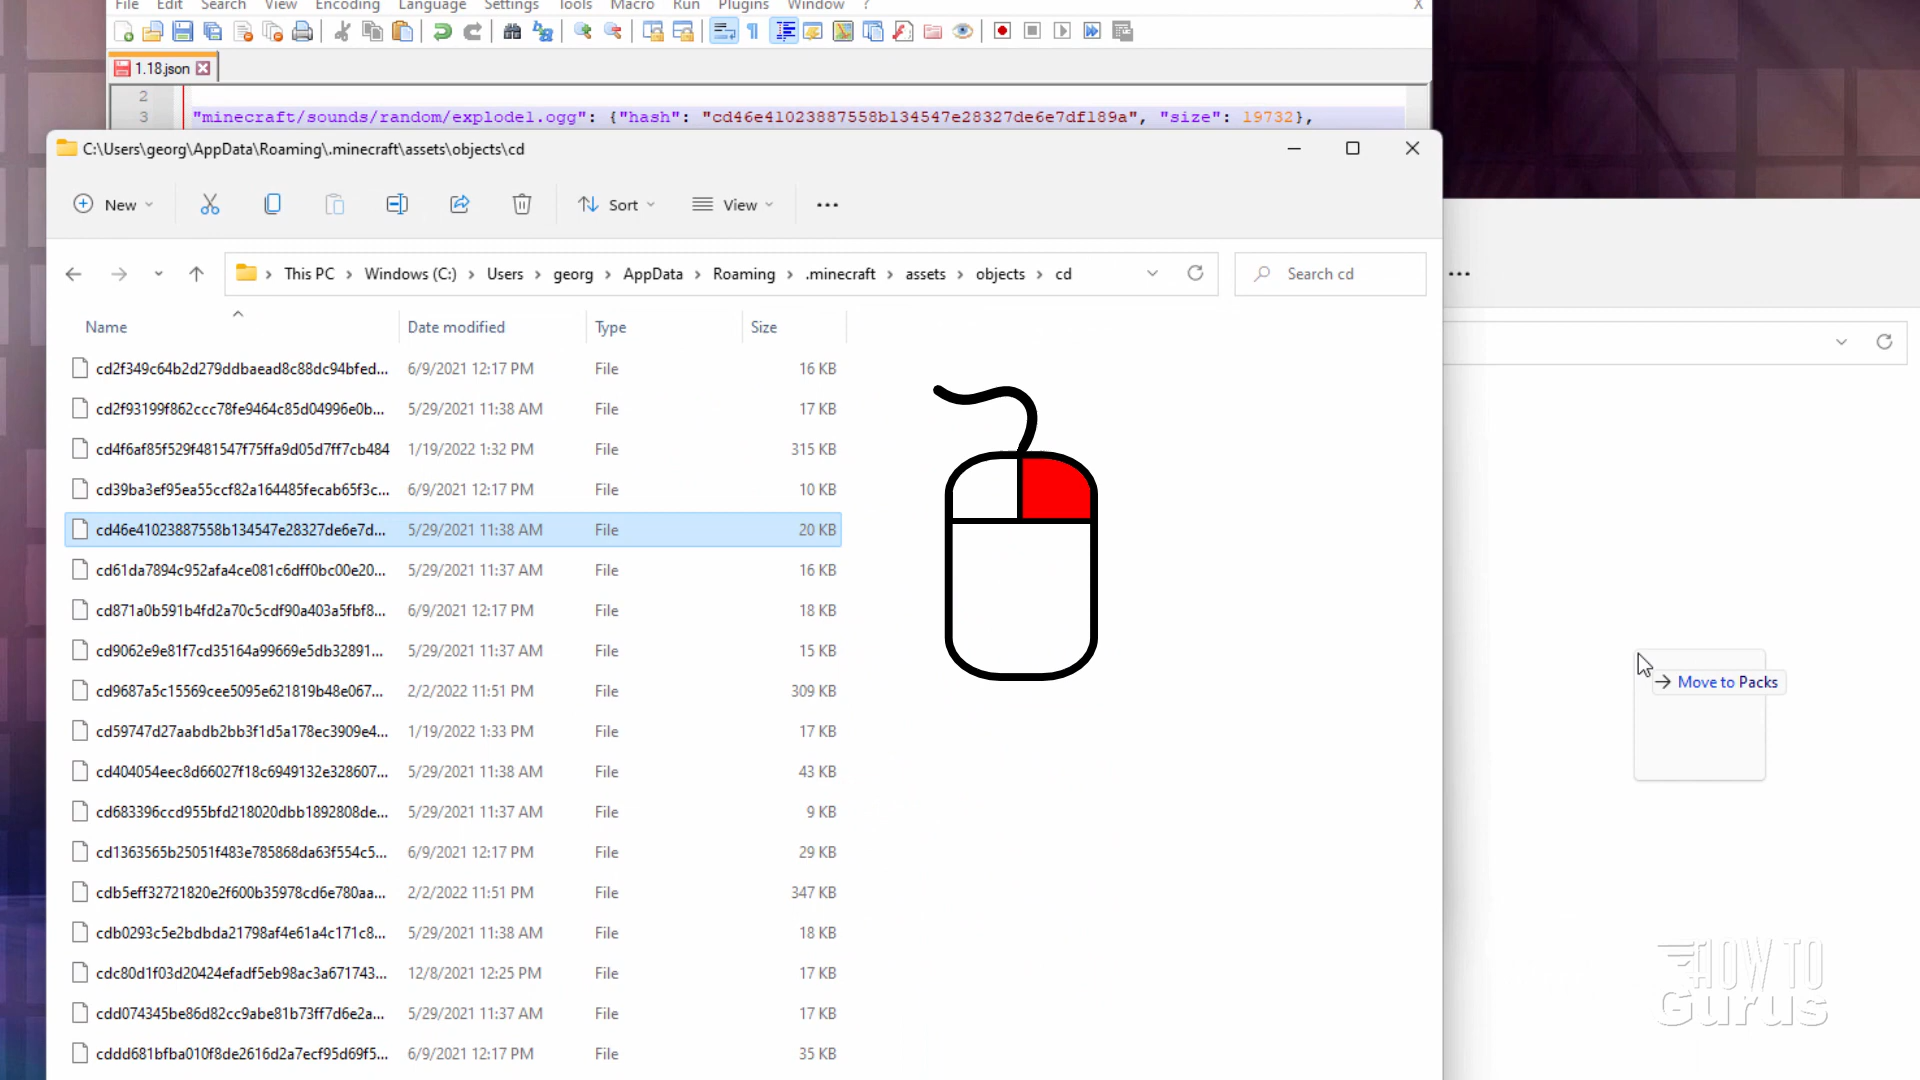 File Edit Search View Encoding Language Settings Tools Macro Run Plugins Window ? X
1.18.json
2
3 "minecraft/sounds/random/explode1.ogg": {"hash": "cd46e41023887558b134547e28327de6e7df189a", "size": 19732},
C:\Users\georg\AppData\Roaming\.minecraft\assets\objects\cd
New Sort View
This PC > Windows (C:) > Users > georg > AppData > Roaming > .minecraft > assets > objects > cd Search cd
Name Date modified Type Size
cd2f349c64b2d279ddbaead8c88dc94bfed... 6/9/2021 12:17 PM File 16 KB
cd2f93199f862ccc78fe9464c85d04996e0b... 5/29/2021 11:38 AM File 17 KB
cd4f6af85f529f481547f75ffa9d05d7ff7cb484 1/19/2022 1:32 PM File 315 KB
cd39ba3ef95ea55ccf82a164485fecab65f3c... 6/9/2021 12:17 PM File 10 KB
cd46e41023887558b134547e28327de6e7d... 5/29/2021 11:38 AM File 20 KB
cd61da7894c952afa4ce081c6dff0bc00e20... 5/29/2021 11:37 AM File 16 KB
cd871a0b591b4fd2a70c5cdf90a403a5fbf8... 6/9/2021 12:17 PM File 18 KB
cd9062e9e81f7cd35164a99669e5db32891... 5/29/2021 11:37 AM File 15 KB
cd9687a5c15569cee5095e621819b48e067... 2/2/2022 11:51 PM File 309 KB
cd59747d27aabdb2bb3f1d5a178ec3909e4... 1/19/2022 1:33 PM File 17 KB
cd404054eec8d66027f18c6949132e328607... 5/29/2021 11:38 AM File 43 KB
cd683396ccd955bfd218020dbb1892808de... 5/29/2021 11:37 AM File 9 KB
cd1363565b25051f483e785868da63f554c5... 6/9/2021 12:17 PM File 29 KB
cdb5eff32721820e2f600b35978cd6e780aa... 2/2/2022 11:51 PM File 347 KB
cdb0293c5e2bdbda21798af4e61a4c171c8... 5/29/2021 11:38 AM File 18 KB
cdc80d1f03d20424efadf5eb98ac3a671743... 12/8/2021 12:25 PM File 17 KB
cdd074345be86d82cc9abe81b73ff7d6e2a... 5/29/2021 11:37 AM File 17 KB
cddd681bfba010f8de2616d2a7ecf95d69f5... 6/9/2021 12:17 PM File 35 KB
Move to Packs
HOW TO
Gurus